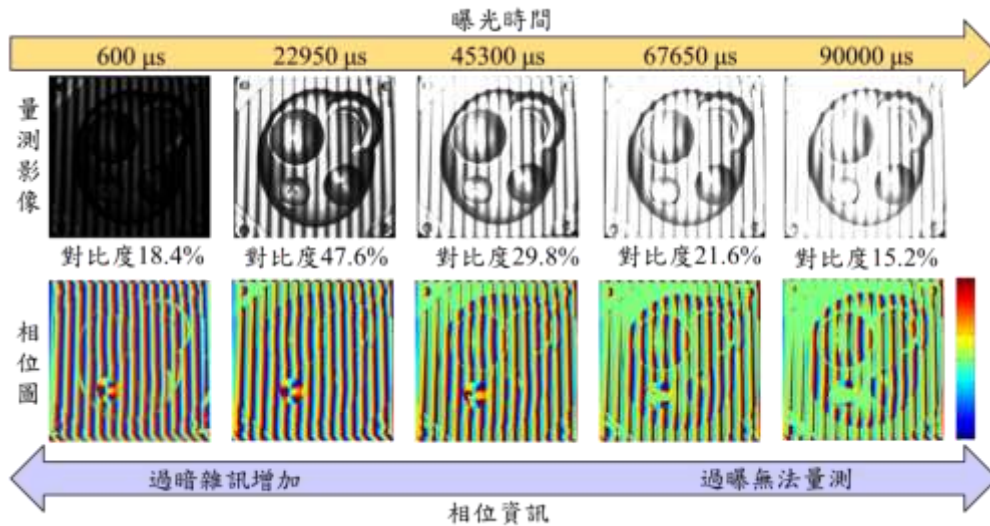 曝光時間
600 μs 22950 μs 45300 μs 67650 μs 90000 μs
量測影像
對比度18.4% 對比度47.6% 對比度29.8% 對比度21.6% 對比度15.2%
相位圖
過暗雜訊增加 過曝無法量測
相位資訊